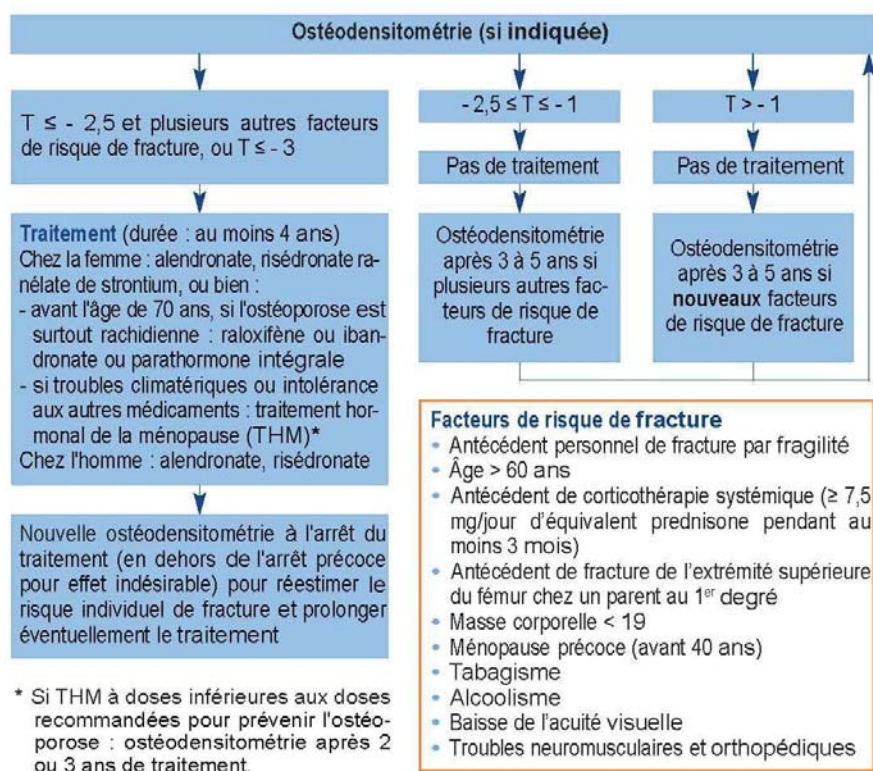 Ostéodensitométrie (si indiquée)
T ≤ - 2,5 et plusieurs autres facteurs
de risque de fracture, ou T ≤ - 3
Traitement (durée : au moins 4 ans)
Chez la femme : alendronate, risédronate ra-
nélate de strontium, ou bien :
- avant l'âge de 70 ans, si l'ostéoporose est
surtout rachidienne : raloxifène ou iban-
dronate ou parathormone intégrale
- si troubles climatériques ou intolérance
aux autres médicaments : traitement hor-
monal de la ménopause (THM)*
Chez l'homme : alendronate, risédronate
Nouvelle ostéodensitométrie à l'arrêt du
traitement (en dehors de l'arrêt précoce
pour effet indésirable) pour réestimer le
risque individuel de fracture et prolonger
éventuellement le traitement
* Si THM à doses inférieures aux doses
recommandées pour prévenir l'ostéo-
porose : ostéodensitométrie après 2
ou 3 ans de traitement.
- 2,5 ≤ T ≤ - 1
Pas de traitement
Ostéodensitométrie
après 3 à 5 ans si
plusieurs autres fac-
teurs de risque de
fracture
T > - 1
Pas de traitement
Ostéodensitométrie
après 3 à 5 ans si
nouveaux facteurs
de risque de fracture
Facteurs de risque de fracture
• Antécédent personnel de fracture par fragilité
• Âge > 60 ans
• Antécédent de corticothérapie systémique (≥ 7,5
mg/jour d'équivalent prednisone pendant au
moins 3 mois)
• Antécédent de fracture de l'extrémité supérieure
du fémur chez un parent au 1er degré
• Masse corporelle < 19
• Ménopause précoce (avant 40 ans)
• Tabagisme
• Alcoolisme
• Baisse de l'acuité visuelle
• Troubles neuromusculaires et orthopédiques